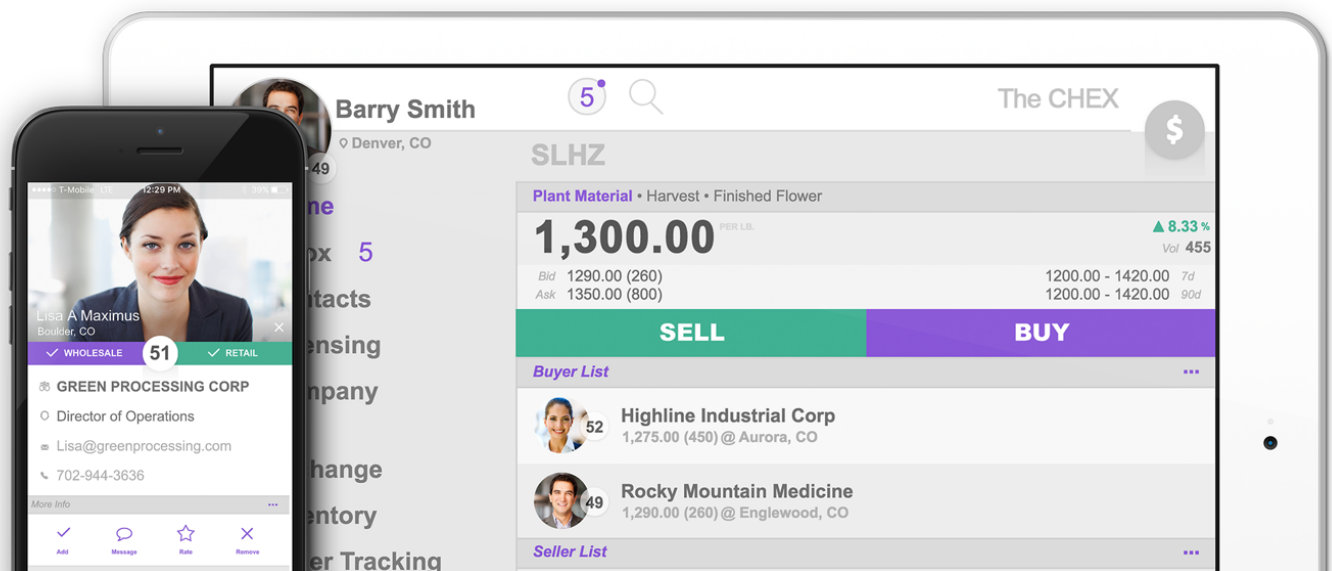 Barry Smith
5
The CHEX
$
Denver, CO
49
SLHZ
Plant Material • Harvest • Finished Flower
1,300.00 PER LB.
8.33 %
Vol 455
Bid 1290.00 (260)
1200.00 - 1420.00 7d
Ask 1350.00 (800)
1200.00 - 1420.00 90d
SELL
BUY
Buyer List
52
Highline Industrial Corp
1,275.00 (450) @ Aurora, CO
49
Rocky Mountain Medicine
1,290.00 (260) @ Englewood, CO
Seller List
me
ox 5
ntacts
ensing
mpany
hange
entory
er Tracking
T-Mobile LTE 12:29 PM 39%
Lisa A Maximus
Boulder, CO
WHOLESALE 51 RETAIL
GREEN PROCESSING CORP
Director of Operations
Lisa@greenprocessing.com
702-944-3636
More Info
Add Message Rate Remove